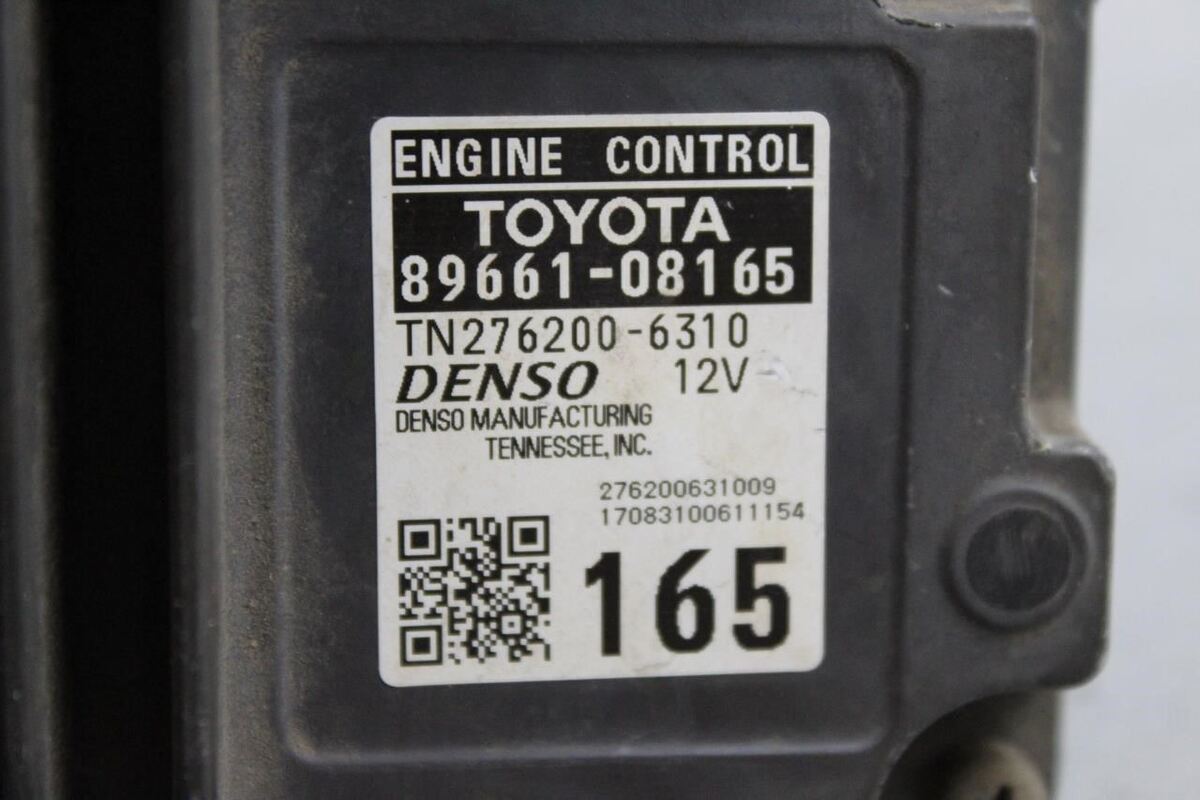 ENGINE CONTROL
TOYOTA
89661-08165
TN276200-6310
DENSO 12V
DENSO MANUFACTURING
TENNESSEE, INC.
276200631009
17083100611154
165